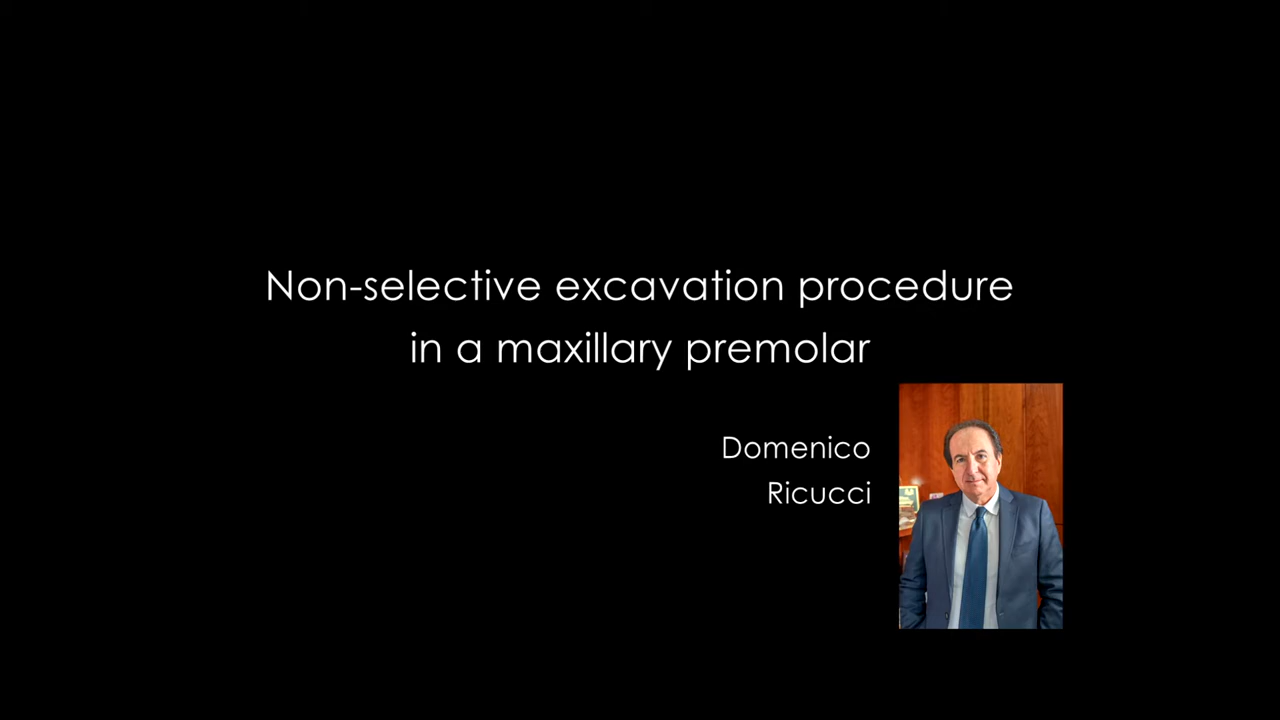 Non-selective excavation procedure
in a maxillary premolar
Domenico
Ricucci